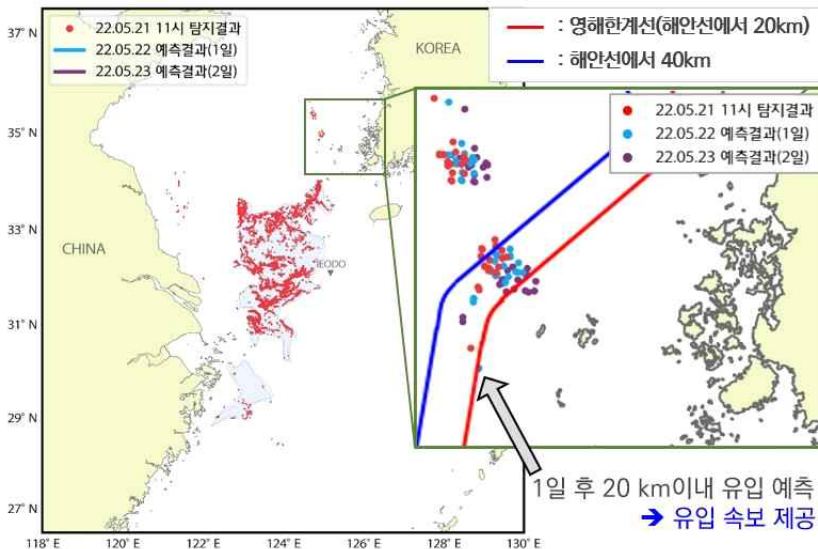 37° N
35° N
33° N
31° N
29° N
27° N
118° E
120° E
122° E
124° E
126° E
128° E
130° E
22.05.21 11시 탐지결과
22.05.22 예측결과(1일)
22.05.23 예측결과(2일)
KOREA
CHINA
IEODO
: 영해한계선(해안선에서 20km)
: 해안선에서 40km
22.05.21 11시 탐지결과
22.05.22 예측결과(1일)
22.05.23 예측결과(2일)
1일 후 20 km이내 유입 예측
➔ 유입 속보 제공